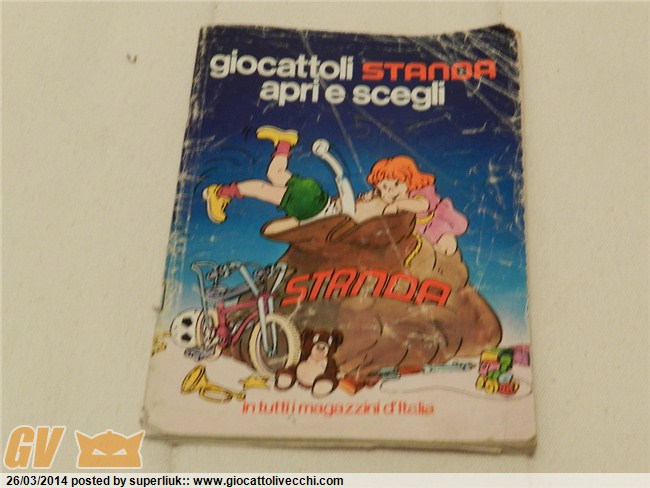 giocattoli STANDA
apri e scegli
STANDA
in tutti i magazzini d'Italia
GV
26/03/2014 posted by superliuk:: www.giocattolivecchi.com